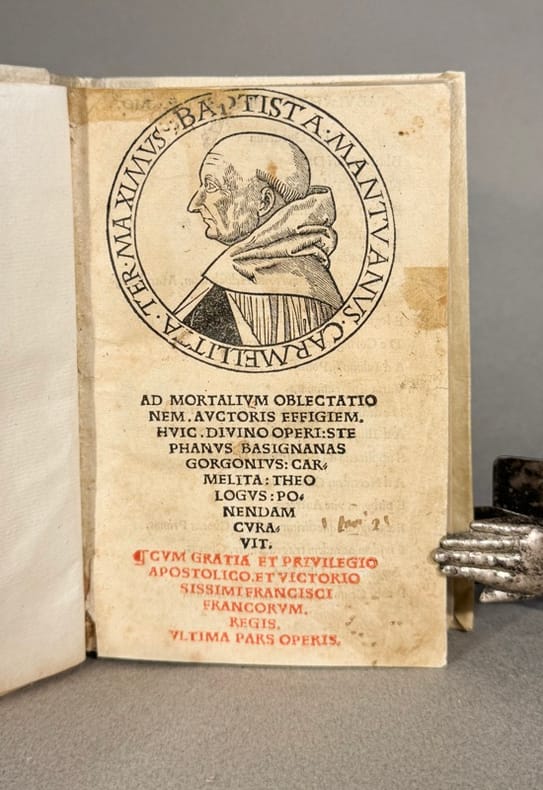 BAPTISTA·MANTVANVS·CARMELLITTA·TER·MAXIMVS
AD MORTALIVM OBLECTATIO
NEM.AVCTORIS EFFIGIEM.
HVIC.DIVINO OPERI:STE
PHANVS BASIGNANAS
GORGONIVS: CAR⸗
MELITA: THEO
LOGVS: PO⸗
NENDAM
CVRA⸗
VIT.
¶CVM GRATIA ET PRIVILEGIO
APOSTOLICO.ET VICTORIO
SISSIMI FRANCISCI
FRANCORVM.
REGIS.
VLTIMA PARS OPERIS.